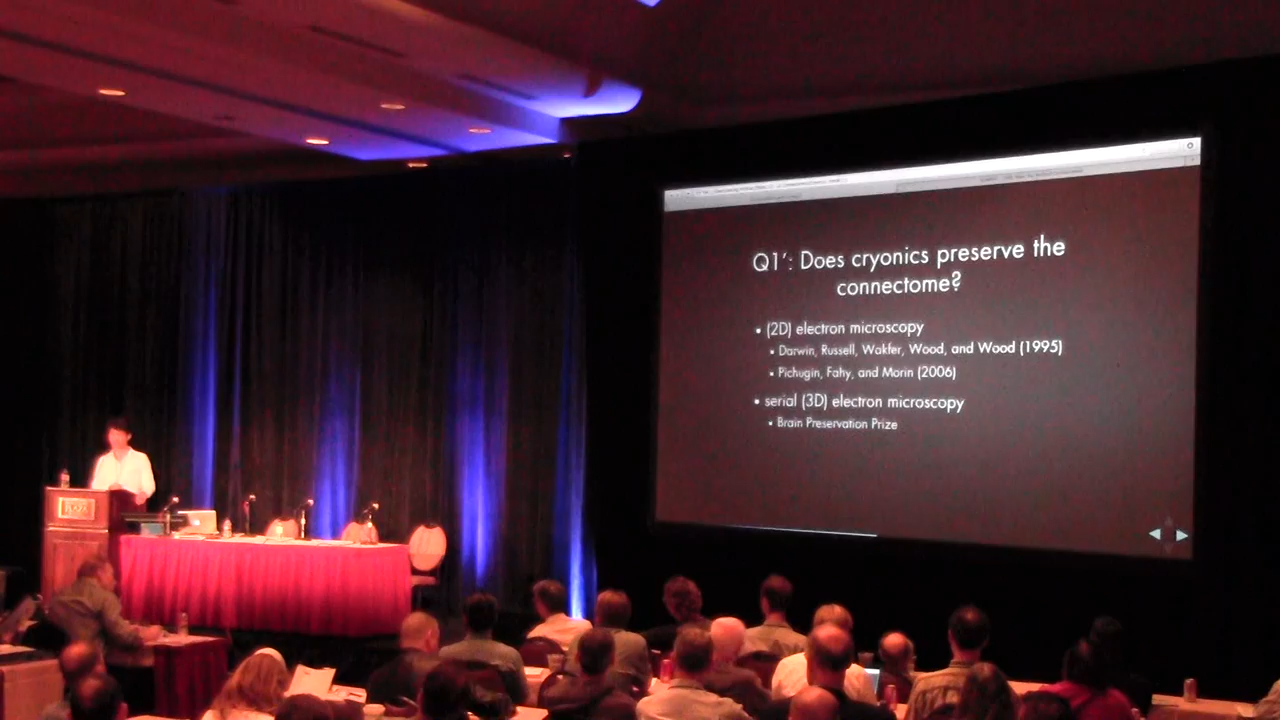 Q1': Does cryonics preserve the
connectome?
(2D) electron microscopy
Darwin, Russell, Wakfer, Wood, and Wood (1995)
Pichugin, Fahy, and Morin (2006)
serial (3D) electron microscopy
Brain Preservation Prize